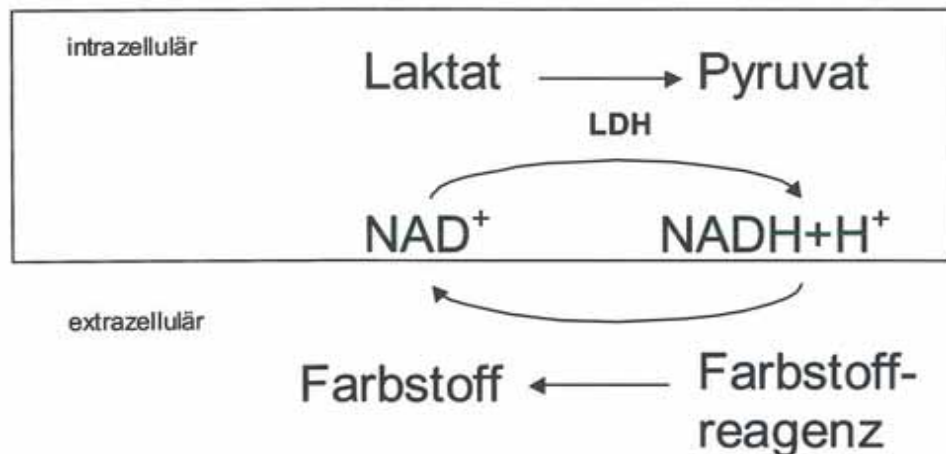 intrazellulär
Laktat → Pyruvat
LDH
NAD⁺ NADH+H⁺
extrazellulär
Farbstoff ← Farbstoff-
reagenz